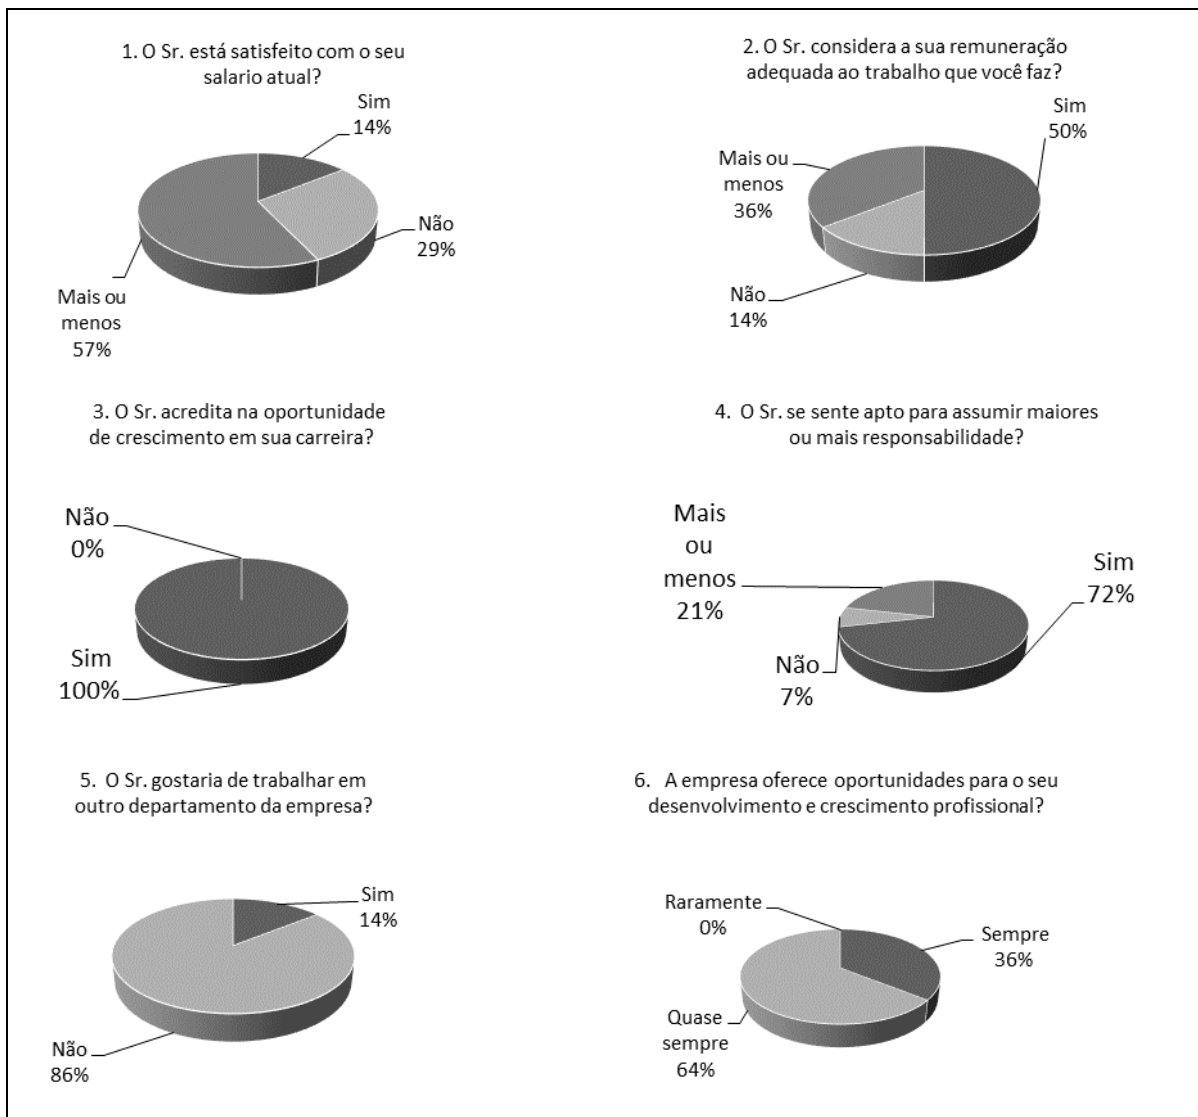 1. O Sr. está satisfeito com o seu
salario atual?
Sim
14%
Não
29%
Mais ou
menos
57%
2. O Sr. considera a sua remuneração
adequada ao trabalho que você faz?
Sim
50%
Mais ou
menos
36%
Não
14%
3. O Sr. acredita na oportunidade
de crescimento em sua carreira?
Não
0%
Sim
100%
4. O Sr. se sente apto para assumir maiores
ou mais responsabilidade?
Mais
ou
menos
21%
Sim
72%
Não
7%
5. O Sr. gostaria de trabalhar em
outro departamento da empresa?
Sim
14%
Não
86%
6. A empresa oferece oportunidades para o seu
desenvolvimento e crescimento profissional?
Raramente
0%
Sempre
36%
Quase
sempre
64%